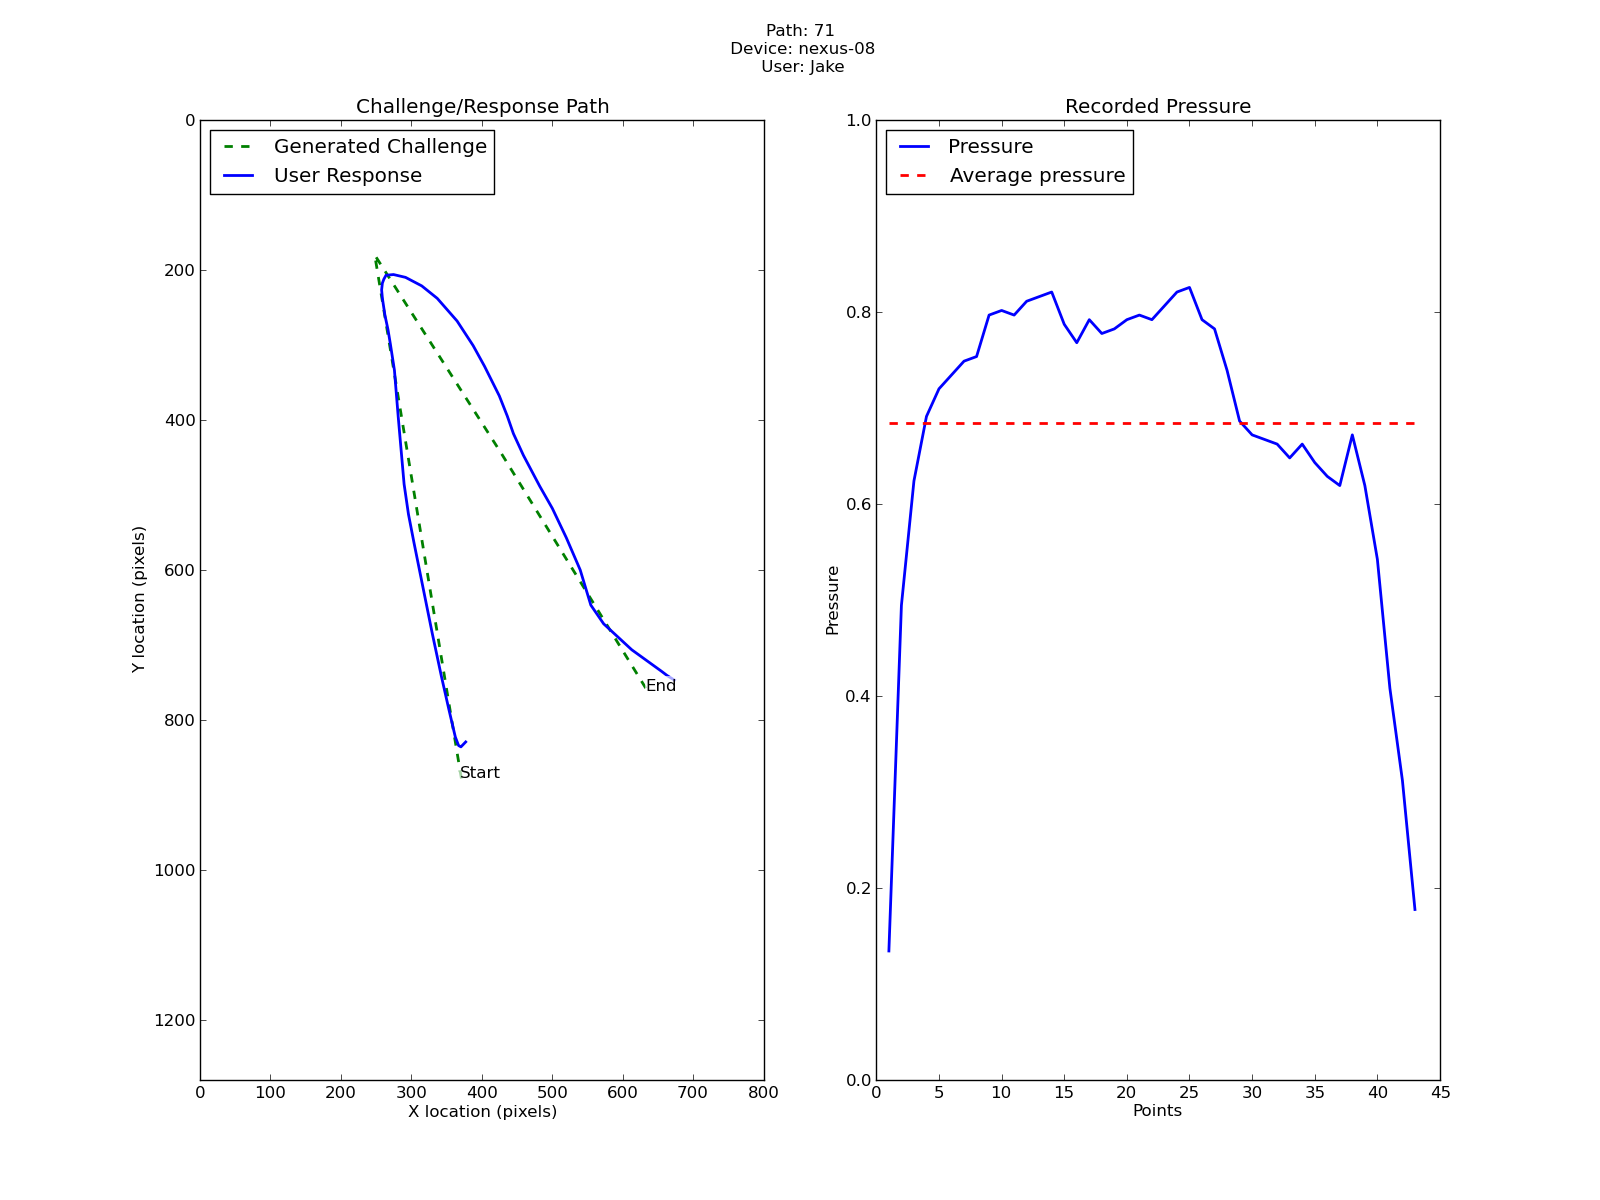 Path: 71
Device: nexus-08
User: Jake
Challenge/Response Path
Generated Challenge
User Response
0
200
400
600
800
1000
1200
Y location (pixels)
Start
End
0 100 200 300 400 500 600 700 800
X location (pixels)
Recorded Pressure
Pressure
Average pressure
1.0
0.8
0.6
0.4
0.2
0.0
Pressure
0 5 10 15 20 25 30 35 40 45
Points